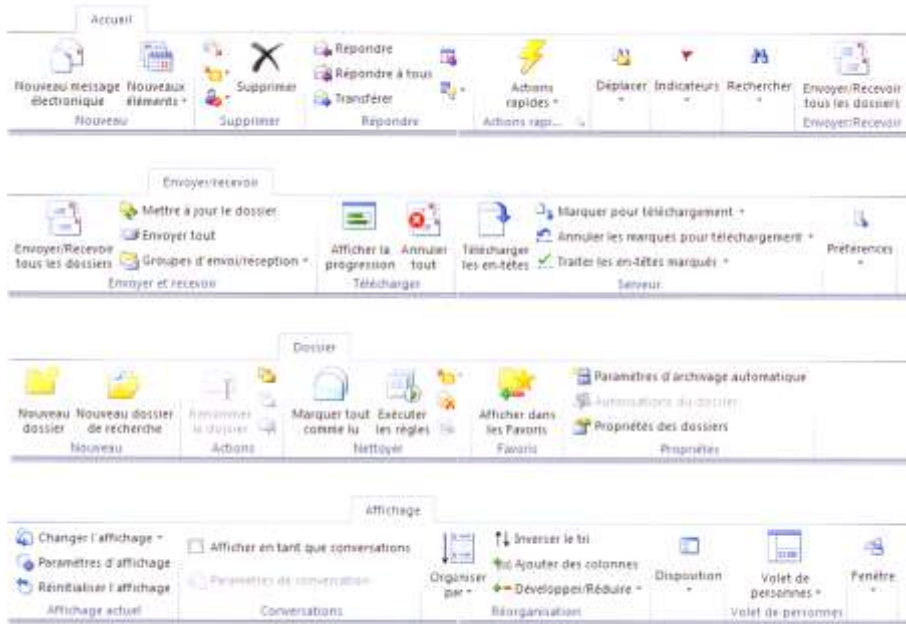 Accueil
Nouveau message électronique
Nouveaux éléments
Supprimer
Répondre
Répondre à tous
Transférer
Actions rapides
Déplacer
Indicateurs
Rechercher
Envoyer/Recevoir tous les dossiers
Nouveau
Supprimer
Répondre
Actions rapi...
Envoyer/Recevoir
Envoyer/recevoir
Envoyer/Recevoir tous les dossiers
Mettre à jour le dossier
Envoyer tout
Groupes d'envoi/réception
Afficher la progression
Annuler tout
Télécharger les en-têtes
Marquer pour téléchargement
Annuler les marques pour téléchargement
Traiter les en-têtes marqués
Préférences
Envoyer et recevoir
Télécharger
Serveur
Dossier
Nouveau dossier
Nouveau dossier de recherche
Renommer le dossier
Marquer tout comme lu
Exécuter les règles
Afficher dans les Favoris
Paramètres d'archivage automatique
Autorisations du dossier
Propriétés des dossiers
Nouveau
Actions
Nettoyer
Favoris
Propriétés
Affichage
Changer l'affichage
Paramètres d'affichage
Réinitialiser l'affichage
Afficher en tant que conversations
Paramètres de conversation
Organiser par
Inverser le tri
Ajouter des colonnes
Développer/Réduire
Disposition
Volet de personnes
Fenêtre
Affichage actuel
Conversations
Réorganisation
Volet de personnes